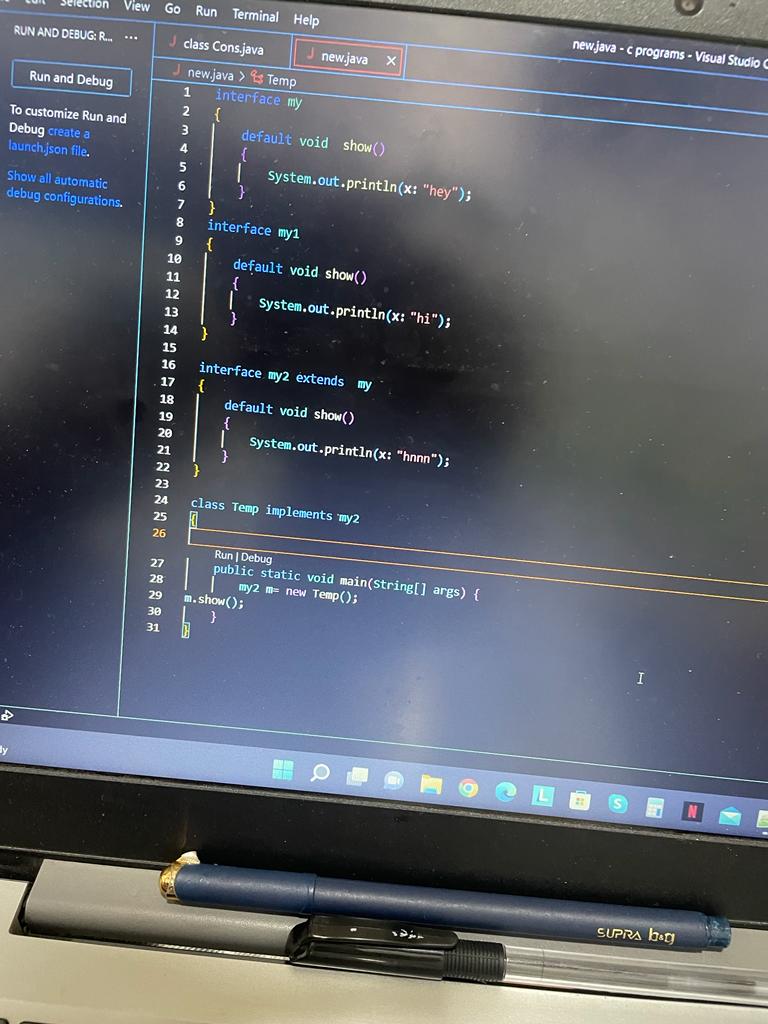 Selection View Go Run Terminal Help
new.java - c programs - Visual Studio
RUN AND DEBUG: R... ...
class Cons.java
new.java
new.java > Temp
Run and Debug
To customize Run and
Debug create a
launch.json file.
Show all automatic
debug configurations.
1 interface my
2 {
3 default void show()
4 {
5 System.out.println(x: "hey");
6 }
7 }
8 interface my1
9 {
10 default void show()
11 {
12 System.out.println(x: "hi");
13 }
14 }
15
16 interface my2 extends my
17 {
18 default void show()
19 {
20 System.out.println(x: "hnnn");
21 }
22 }
23
24 class Temp implements my2
25 {
26
Run | Debug
27 public static void main(String[] args) {
28 my2 m= new Temp();
29 m.show();
30 }
31 }
L
S
N
SUPRA b&g